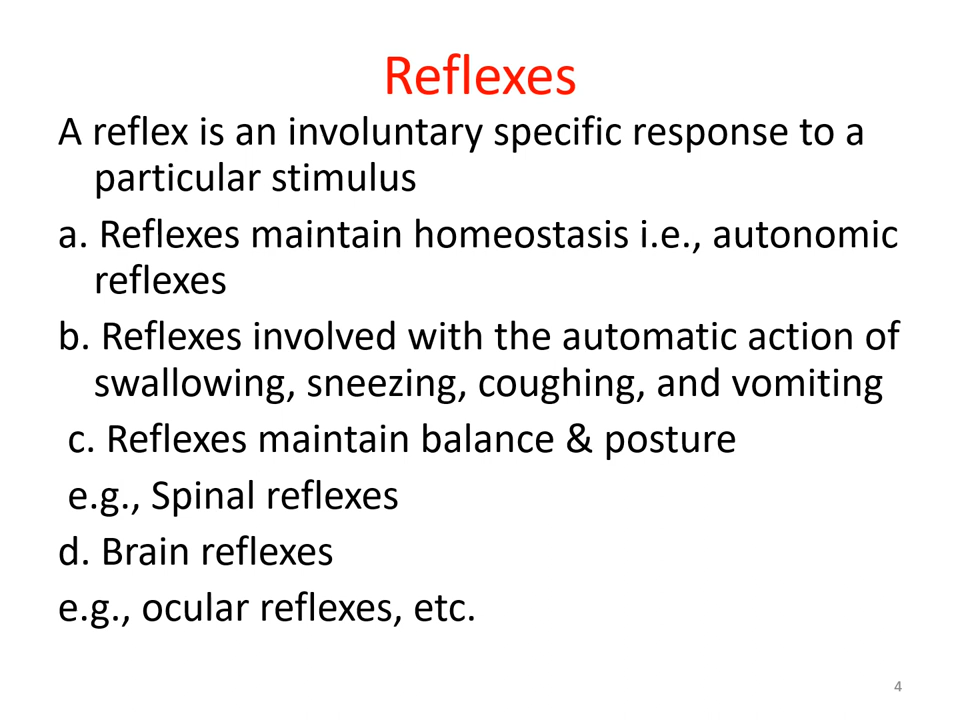 Reflexes
A reflex is an involuntary specific response to a
particular stimulus
a. Reflexes maintain homeostasis i.e., autonomic
reflexes
b. Reflexes involved with the automatic action of
swallowing, sneezing, coughing, and vomiting
c. Reflexes maintain balance & posture
e.g., Spinal reflexes
d. Brain reflexes
e.g., ocular reflexes, etc.
4